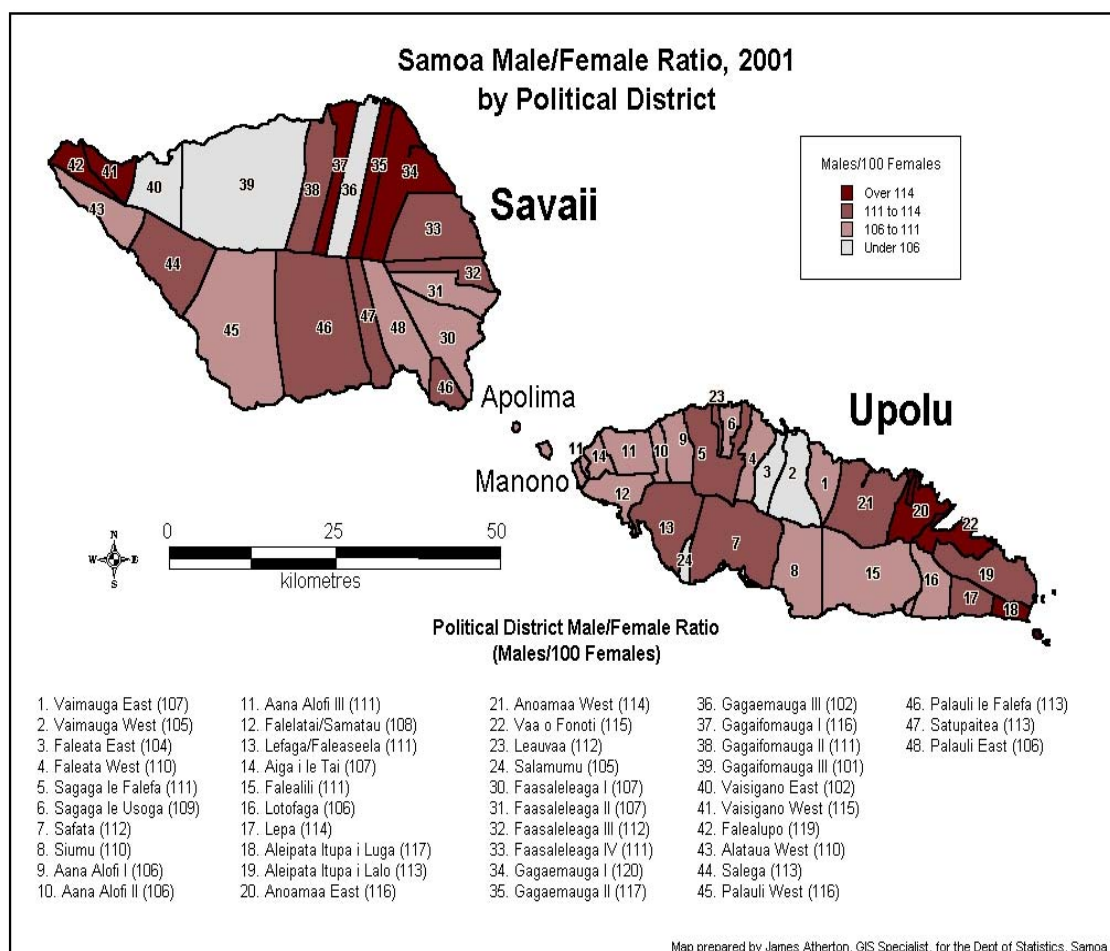 Samoa Male/Female Ratio, 2001
by Political District
Males/100 Females
Over 114
111 to 114
106 to 111
Under 106
Savaii
42
41
40
39
38
37
36
35
34
43
33
44
32
31
45
46
47
48
30
46
Apolima
Upolu
Manono
23
6
11
14
11
10
9
5
4
3
2
1
21
20
22
12
13
24
7
8
15
16
19
17
18
0 25 50
kilometres
N
W E
S
Political District Male/Female Ratio
(Males/100 Females)
1. Vaimauga East (107)
2. Vaimauga West (105)
3. Faleata East (104)
4. Faleata West (110)
5. Sagaga le Falefa (111)
6. Sagaga le Usoga (109)
7. Safata (112)
8. Siumu (110)
9. Aana Alofi I (106)
10. Aana Alofi II (106)
11. Aana Alofi III (111)
12. Falelatai/Samatau (108)
13. Lefaga/Faleaseela (111)
14. Aiga i le Tai (107)
15. Falealili (111)
16. Lotofaga (106)
17. Lepa (114)
18. Aleipata Itupa i Luga (117)
19. Aleipata Itupa i Lalo (113)
20. Anoamaa East (116)
21. Anoamaa West (114)
22. Vaa o Fonoti (115)
23. Leauvaa (112)
24. Salamumu (105)
30. Faasaleleaga I (107)
31. Faasaleleaga II (107)
32. Faasaleleaga III (112)
33. Faasaleleaga IV (111)
34. Gagaemauga I (120)
35. Gagaemauga II (117)
36. Gagaemauga III (102)
37. Gagaifomauga I (116)
38. Gagaifomauga II (111)
39. Gagaifomauga III (101)
40. Vaisigano East (102)
41. Vaisigano West (115)
42. Falealupo (119)
43. Alataua West (110)
44. Salega (113)
45. Palauli West (116)
46. Palauli le Falefa (113)
47. Satupaitea (113)
48. Palauli East (106)
Map prepared by James Atherton, GIS Specialist, for the Dept of Statistics, Samoa